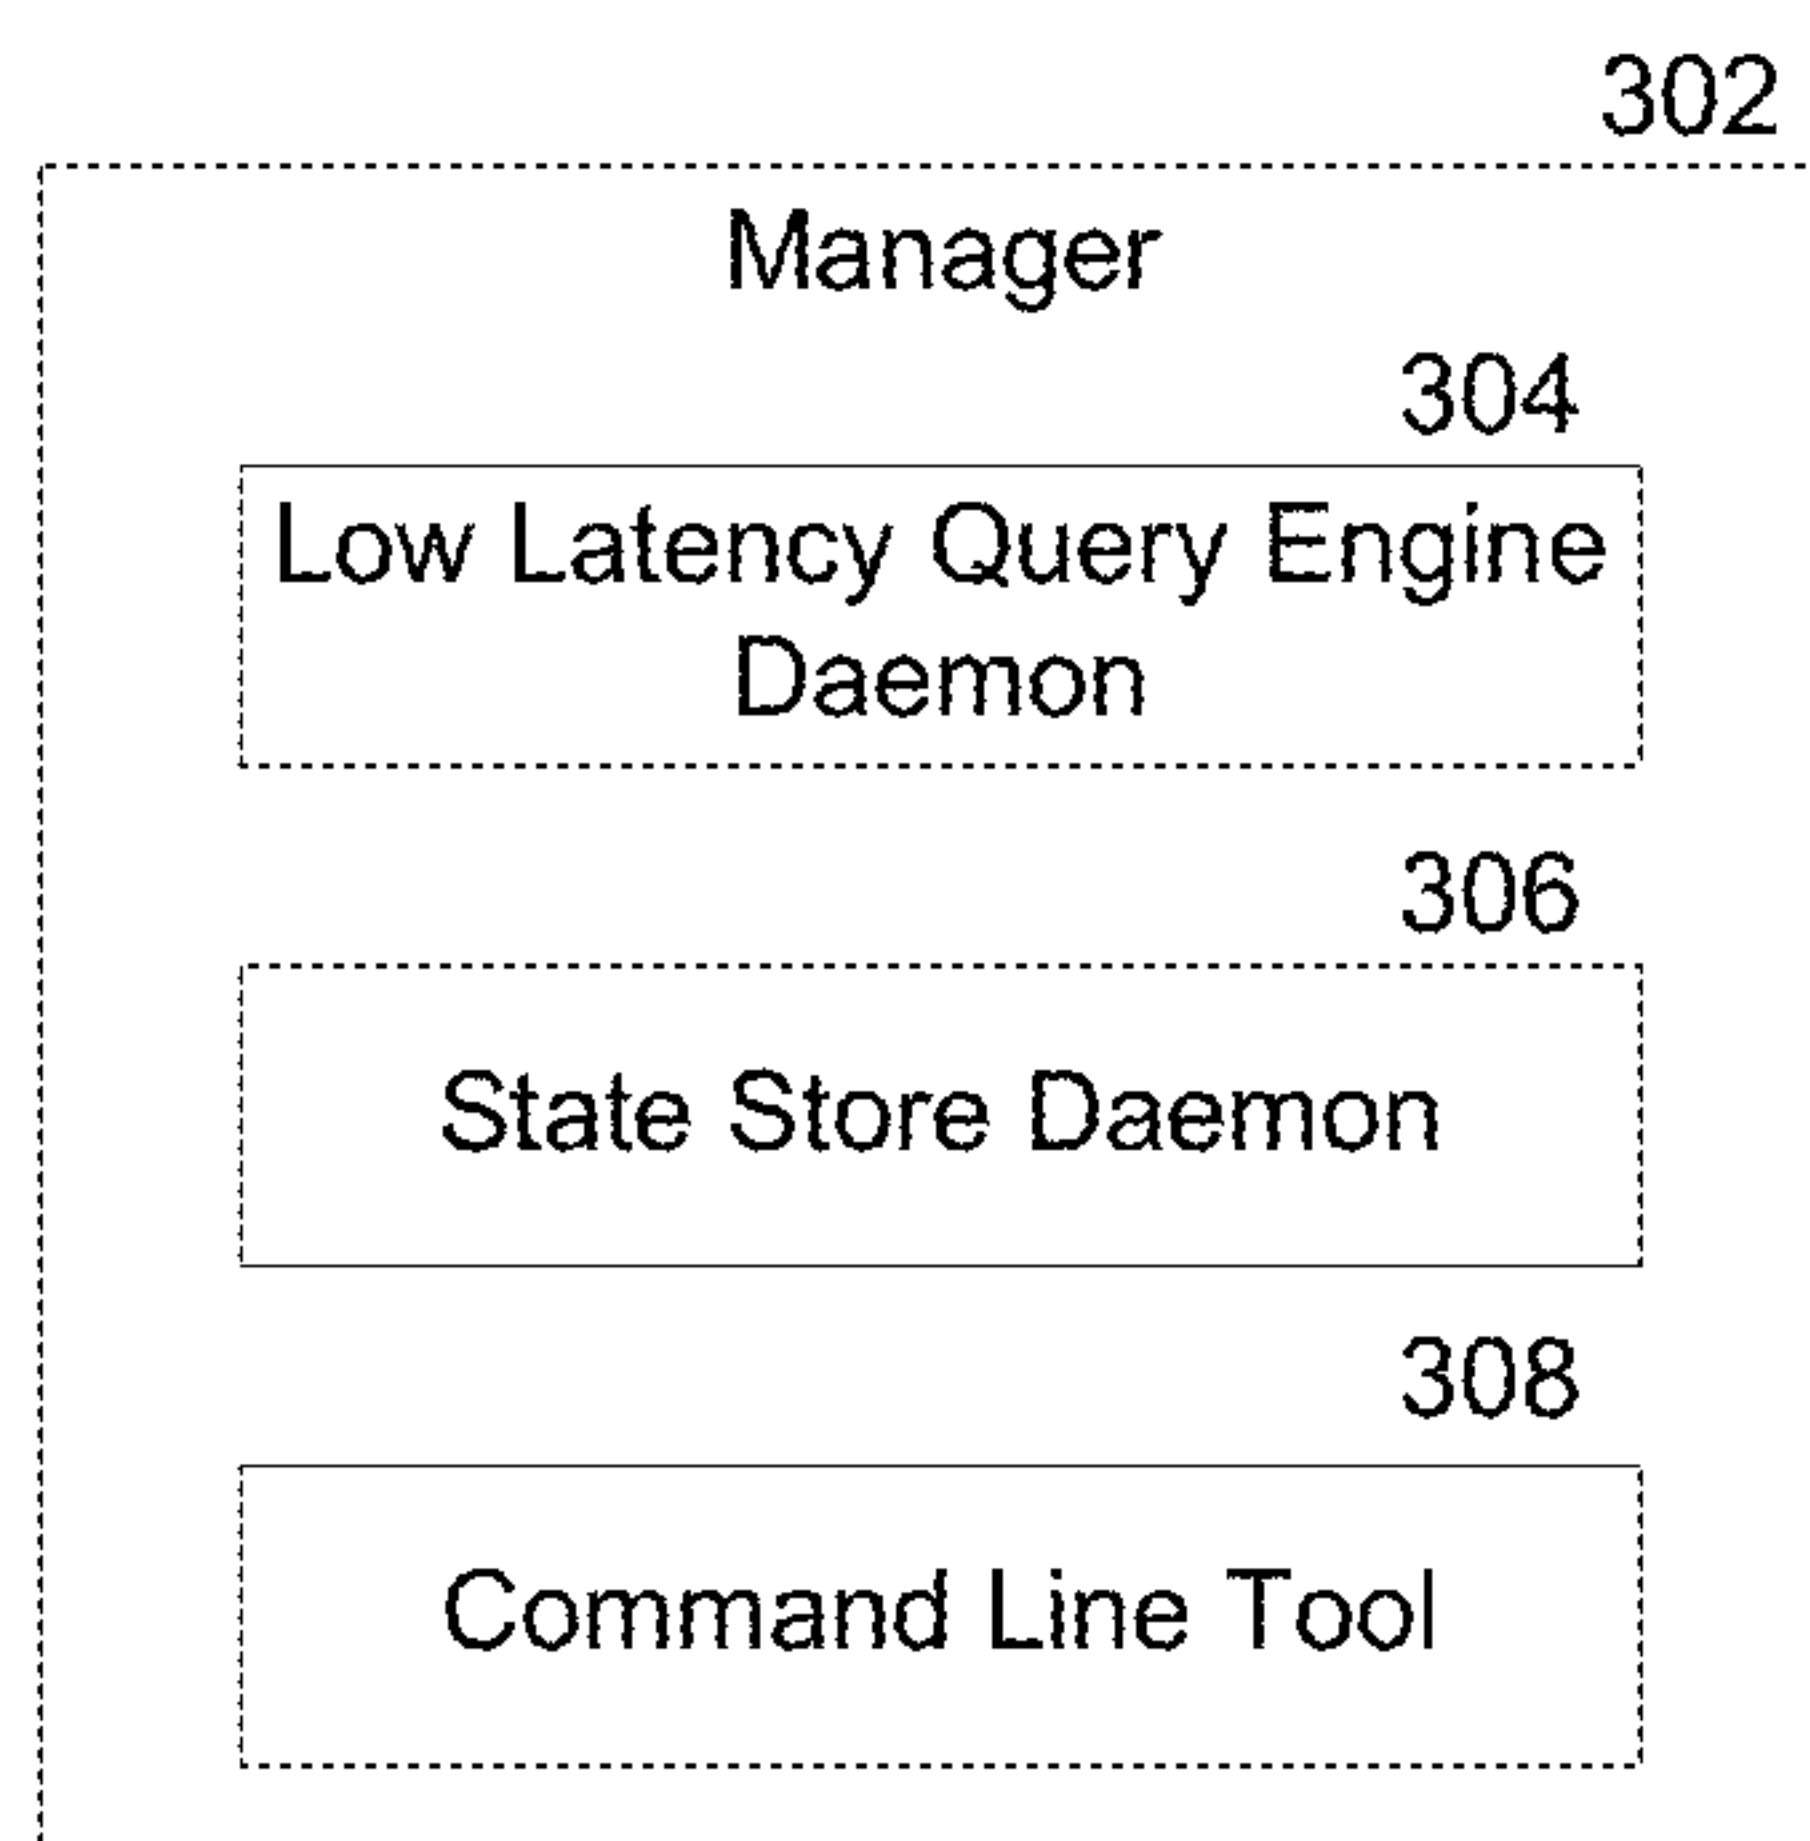 302
Manager
304
Low Latency Query Engine
Daemon
306
State Store Daemon
308
Command Line Tool